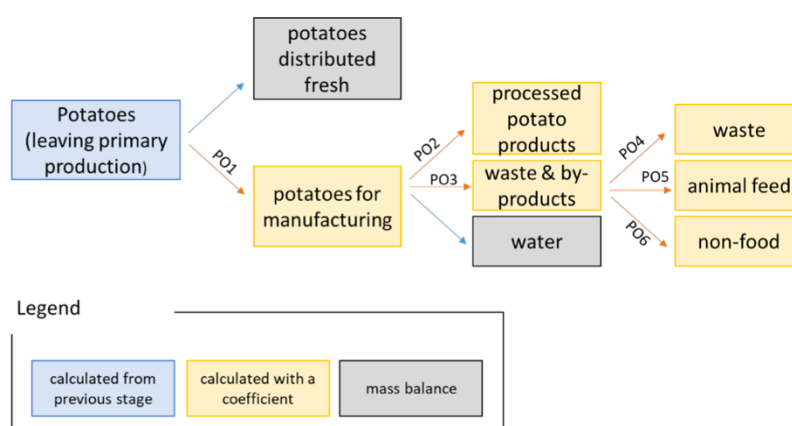 potatoes
distributed
fresh
Potatoes
(leaving primary
production)
PO1
potatoes for
manufacturing
PO2
PO3
processed
potato
products
waste & by-
products
water
PO4
PO5
PO6
waste
animal feed
non-food
Legend
calculated from
previous stage
calculated with a
coefficient
mass balance